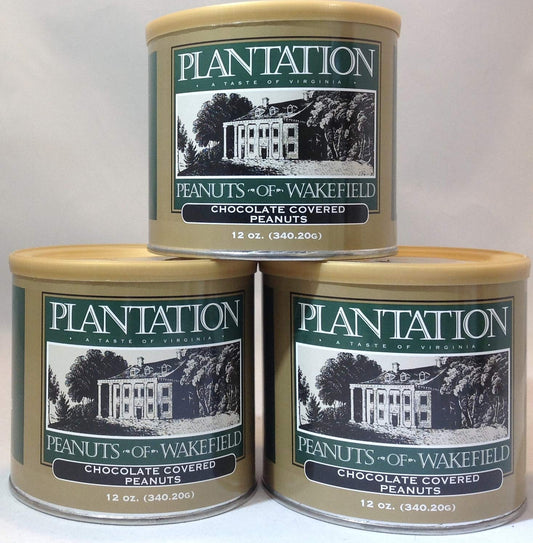 PLANTATION
• A TASTE OF VIRGINIA •
PEANUTS OF WAKEFIELD
CHOCOLATE COVERED
PEANUTS
12 oz. (340.20G)
PLANTATION
• A TASTE OF VIRGINIA •
PEANUTS OF WAKEFIELD
CHOCOLATE COVERED
PEANUTS
12 oz. (340.20G)
PLANTATION
• A TASTE OF VIRGINIA •
PEANUTS OF WAKEFIELD
CHOCOLATE COVERED
PEANUTS
12 oz. (340.20G)